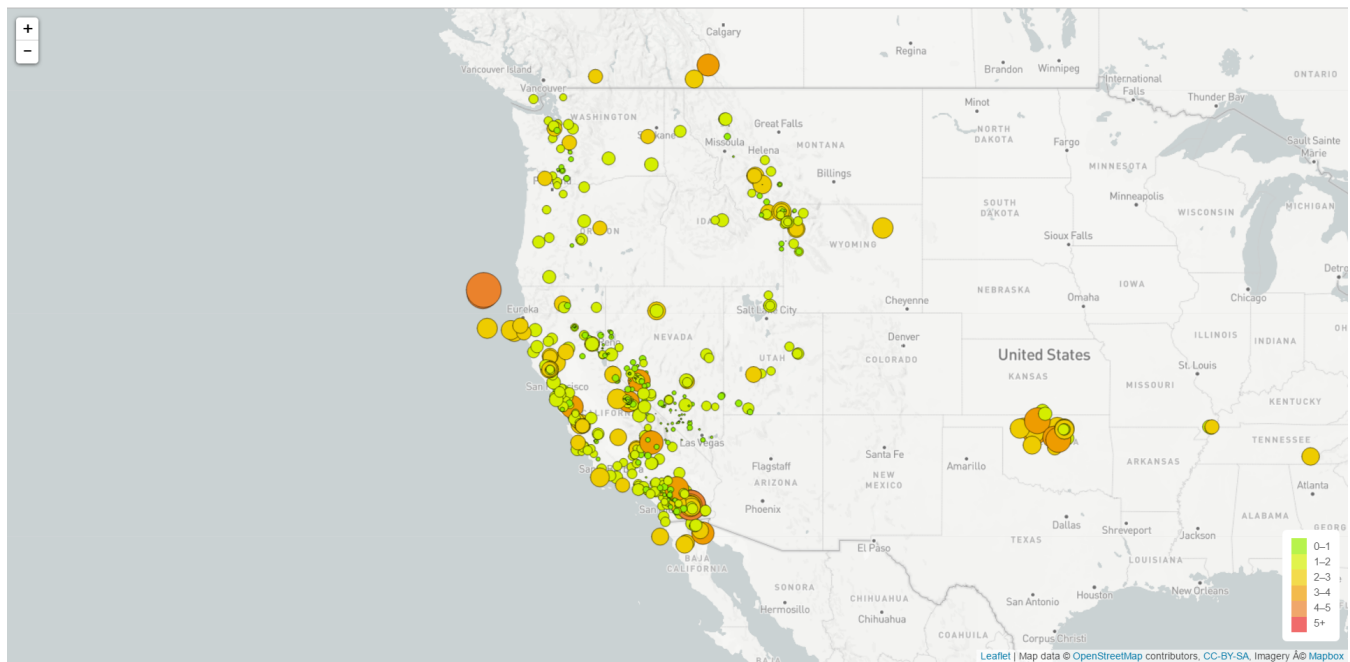 +
−
Calgary
Regina
Vancouver Island
Brandon
Winnipeg
ONTARIO
International
Falls
Vancouver
Thunder Bay
Minot
WASHINGTON
Great Falls
NORTH
DAKOTA
Fargo
Sault Sainte
Marie
Missoula
Helena
MONTANA
MINNESOTA
Billings
Minneapolis
SOUTH
DAKOTA
WISCONSIN
MICHIGAN
Sioux Falls
WYOMING
IOWA
NEBRASKA
Chicago
Omaha
Eureka
Cheyenne
Salt Lake City
NEVADA
Denver
ILLINOIS
INDIANA
UTAH
COLORADO
United States
KANSAS
St. Louis
MISSOURI
KENTUCKY
Las Vegas
TENNESSEE
Santa Fe
Flagstaff
Amarillo
ARKANSAS
ARIZONA
NEW
MEXICO
Atlanta
Phoenix
ALABAMA
Dallas
Shreveport
Jackson
TEXAS
El Paso
BAJA
CALIFORNIA
LOUISIANA
SONORA
San Antonio
Houston
New Orleans
Hermosillo
CHIHUAHUA
Chihuahua
COAHUILA
Corpus Christi
0–1
1–2
2–3
3–4
4–5
5+
Leaflet | Map data © OpenStreetMap contributors, CC-BY-SA, Imagery Â© Mapbox